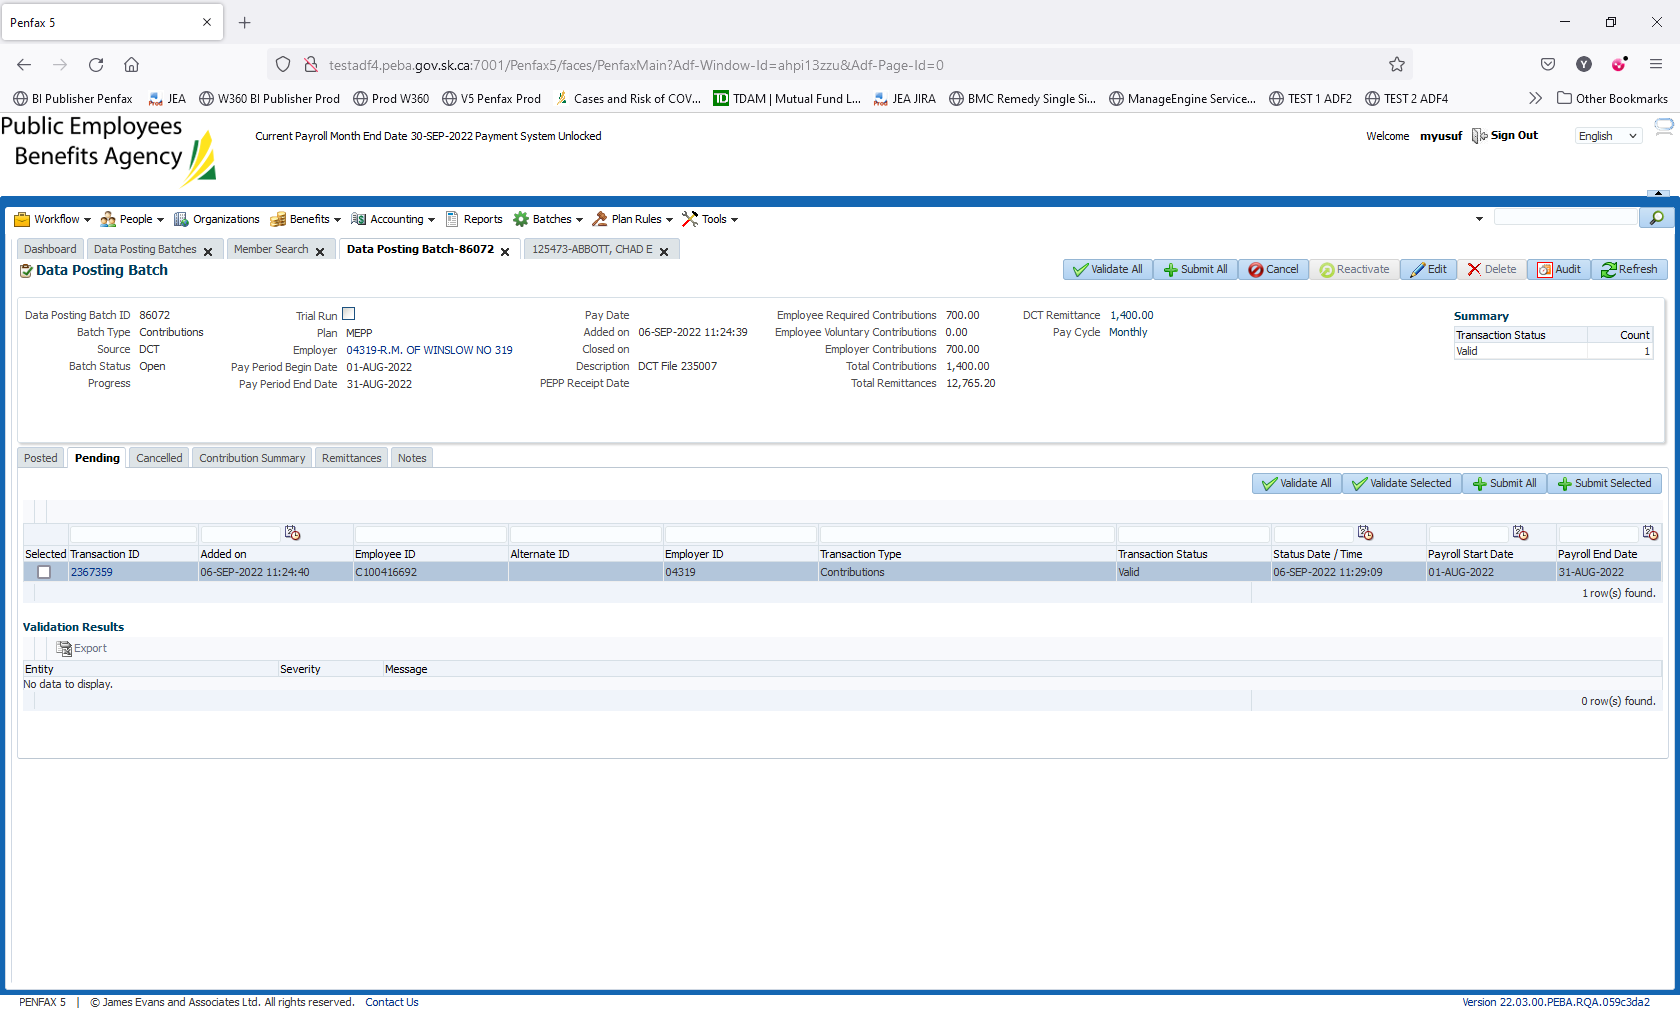 Penfax 5
testadf4.peba.gov.sk.ca:7001/Penfax5/faces/PenfaxMain?Adf-Window-Id=ahpi13zzu&Adf-Page-Id=0
Y
BI Publisher Penfax JEA W360 BI Publisher Prod Prod W360 V5 Penfax Prod Cases and Risk of COV... TD TDAM | Mutual Fund L... JEA JIRA BMC Remedy Single Si... ManageEngine Service... TEST 1 ADF2 TEST 2 ADF4 Other Bookmarks
Public Employees
Benefits Agency
Current Payroll Month End Date 30-SEP-2022 Payment System Unlocked
Welcome myusuf Sign Out English
Workflow People Organizations Benefits Accounting Reports Batches Plan Rules Tools
Dashboard Data Posting Batches Member Search Data Posting Batch-86072 125473-ABBOTT, CHAD E
Data Posting Batch
Validate All Submit All Cancel Reactivate Edit Delete Audit Refresh
Data Posting Batch ID 86072
Batch Type Contributions
Source DCT
Batch Status Open
Progress
Trial Run
Plan MEPP
Employer 04319-R.M. OF WINSLOW NO 319
Pay Period Begin Date 01-AUG-2022
Pay Period End Date 31-AUG-2022
Pay Date
Added on 06-SEP-2022 11:24:39
Closed on
Description DCT File 235007
PEPP Receipt Date
Employee Required Contributions 700.00
Employee Voluntary Contributions 0.00
Employer Contributions 700.00
Total Contributions 1,400.00
Total Remittances 12,765.20
DCT Remittance 1,400.00
Pay Cycle Monthly
Summary
Transaction Status Count
Valid 1
Posted Pending Cancelled Contribution Summary Remittances Notes
Validate All Validate Selected Submit All Submit Selected
Selected Transaction ID Added on Employee ID Alternate ID Employer ID Transaction Type Transaction Status Status Date / Time Payroll Start Date Payroll End Date
2367359 06-SEP-2022 11:24:40 C100416692 04319 Contributions Valid 06-SEP-2022 11:29:09 01-AUG-2022 31-AUG-2022
1 row(s) found.
Validation Results
Export
Entity Severity Message
No data to display.
0 row(s) found.
PENFAX 5 | © James Evans and Associates Ltd. All rights reserved. Contact Us
Version 22.03.00.PEBA.RQA.059c3da2